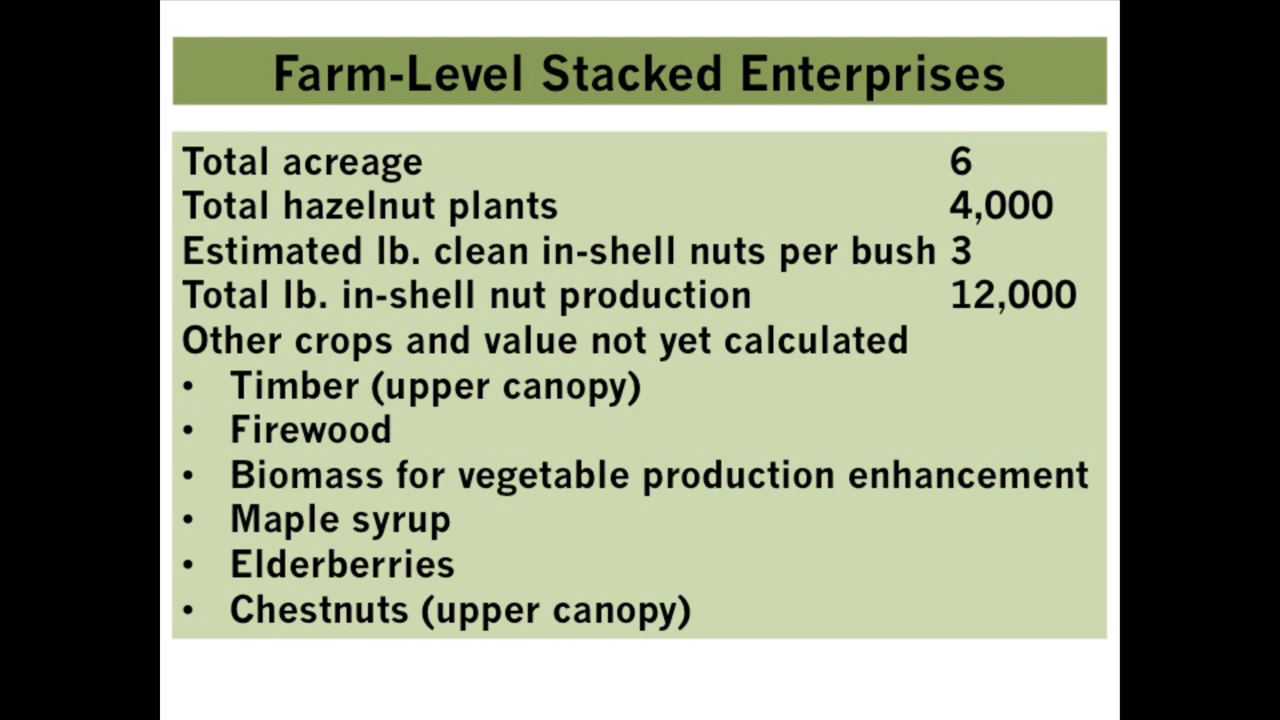 Farm-Level Stacked Enterprises
Total acreage 6
Total hazelnut plants 4,000
Estimated lb. clean in-shell nuts per bush 3
Total lb. in-shell nut production 12,000
Other crops and value not yet calculated
• Timber (upper canopy)
• Firewood
• Biomass for vegetable production enhancement
• Maple syrup
• Elderberries
• Chestnuts (upper canopy)